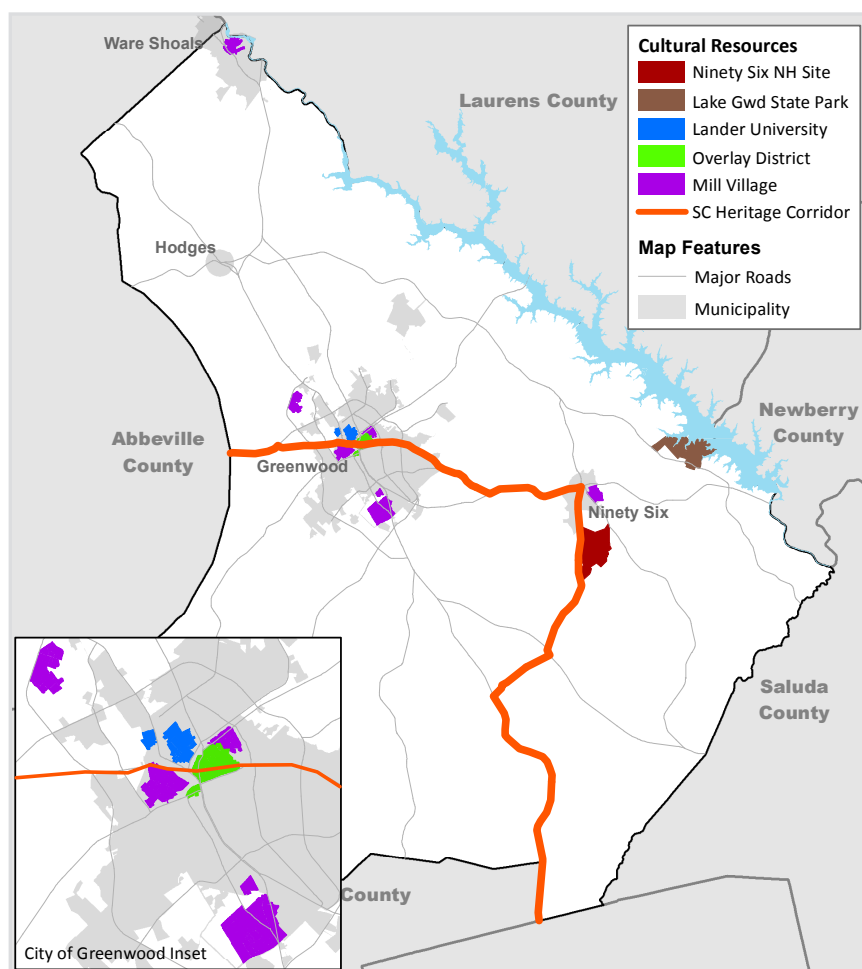 Ware Shoals
Laurens County
Cultural Resources
Ninety Six NH Site
Lake Gwd State Park
Lander University
Overlay District
Mill Village
SC Heritage Corridor
Map Features
Major Roads
Municipality
Hodges
Abbeville
County
Greenwood
Newberry
County
Ninety Six
Saluda
County
County
City of Greenwood Inset